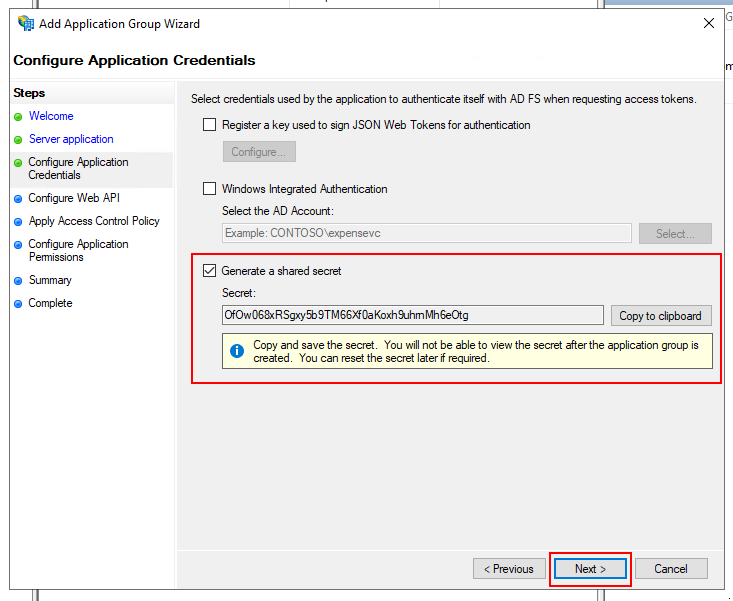 Add Application Group Wizard
Configure Application Credentials
Steps
Welcome
Server application
Configure Application
Credentials
Configure Web API
Apply Access Control Policy
Configure Application
Permissions
Summary
Complete
Select credentials used by the application to authenticate itself with AD FS when requesting access tokens.
Register a key used to sign JSON Web Tokens for authentication
Configure...
Windows Integrated Authentication
Select the AD Account:
Example: CONTOSO\expensevc
Select...
Generate a shared secret
Secret:
OfOw068xRSgxy5b9TM66Xf0aKoxh9uhmMh6eOtg
Copy to clipboard
Copy and save the secret. You will not be able to view the secret after the application group is
created. You can reset the secret later if required.
< Previous
Next >
Cancel